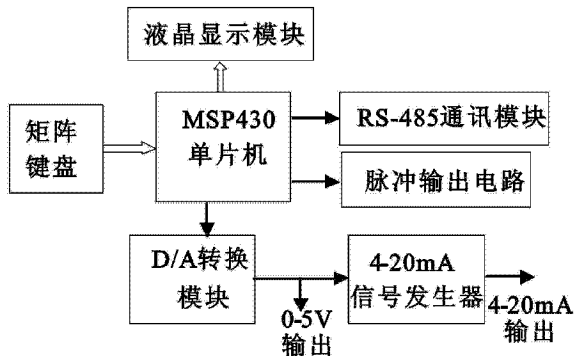 液晶显示模块
矩阵
键盘
MSP430
单片机
RS-485通讯模块
脉冲输出电路
D/A转换
模块
0-5V
输出
4-20mA
信号发生器
4-20mA
输出